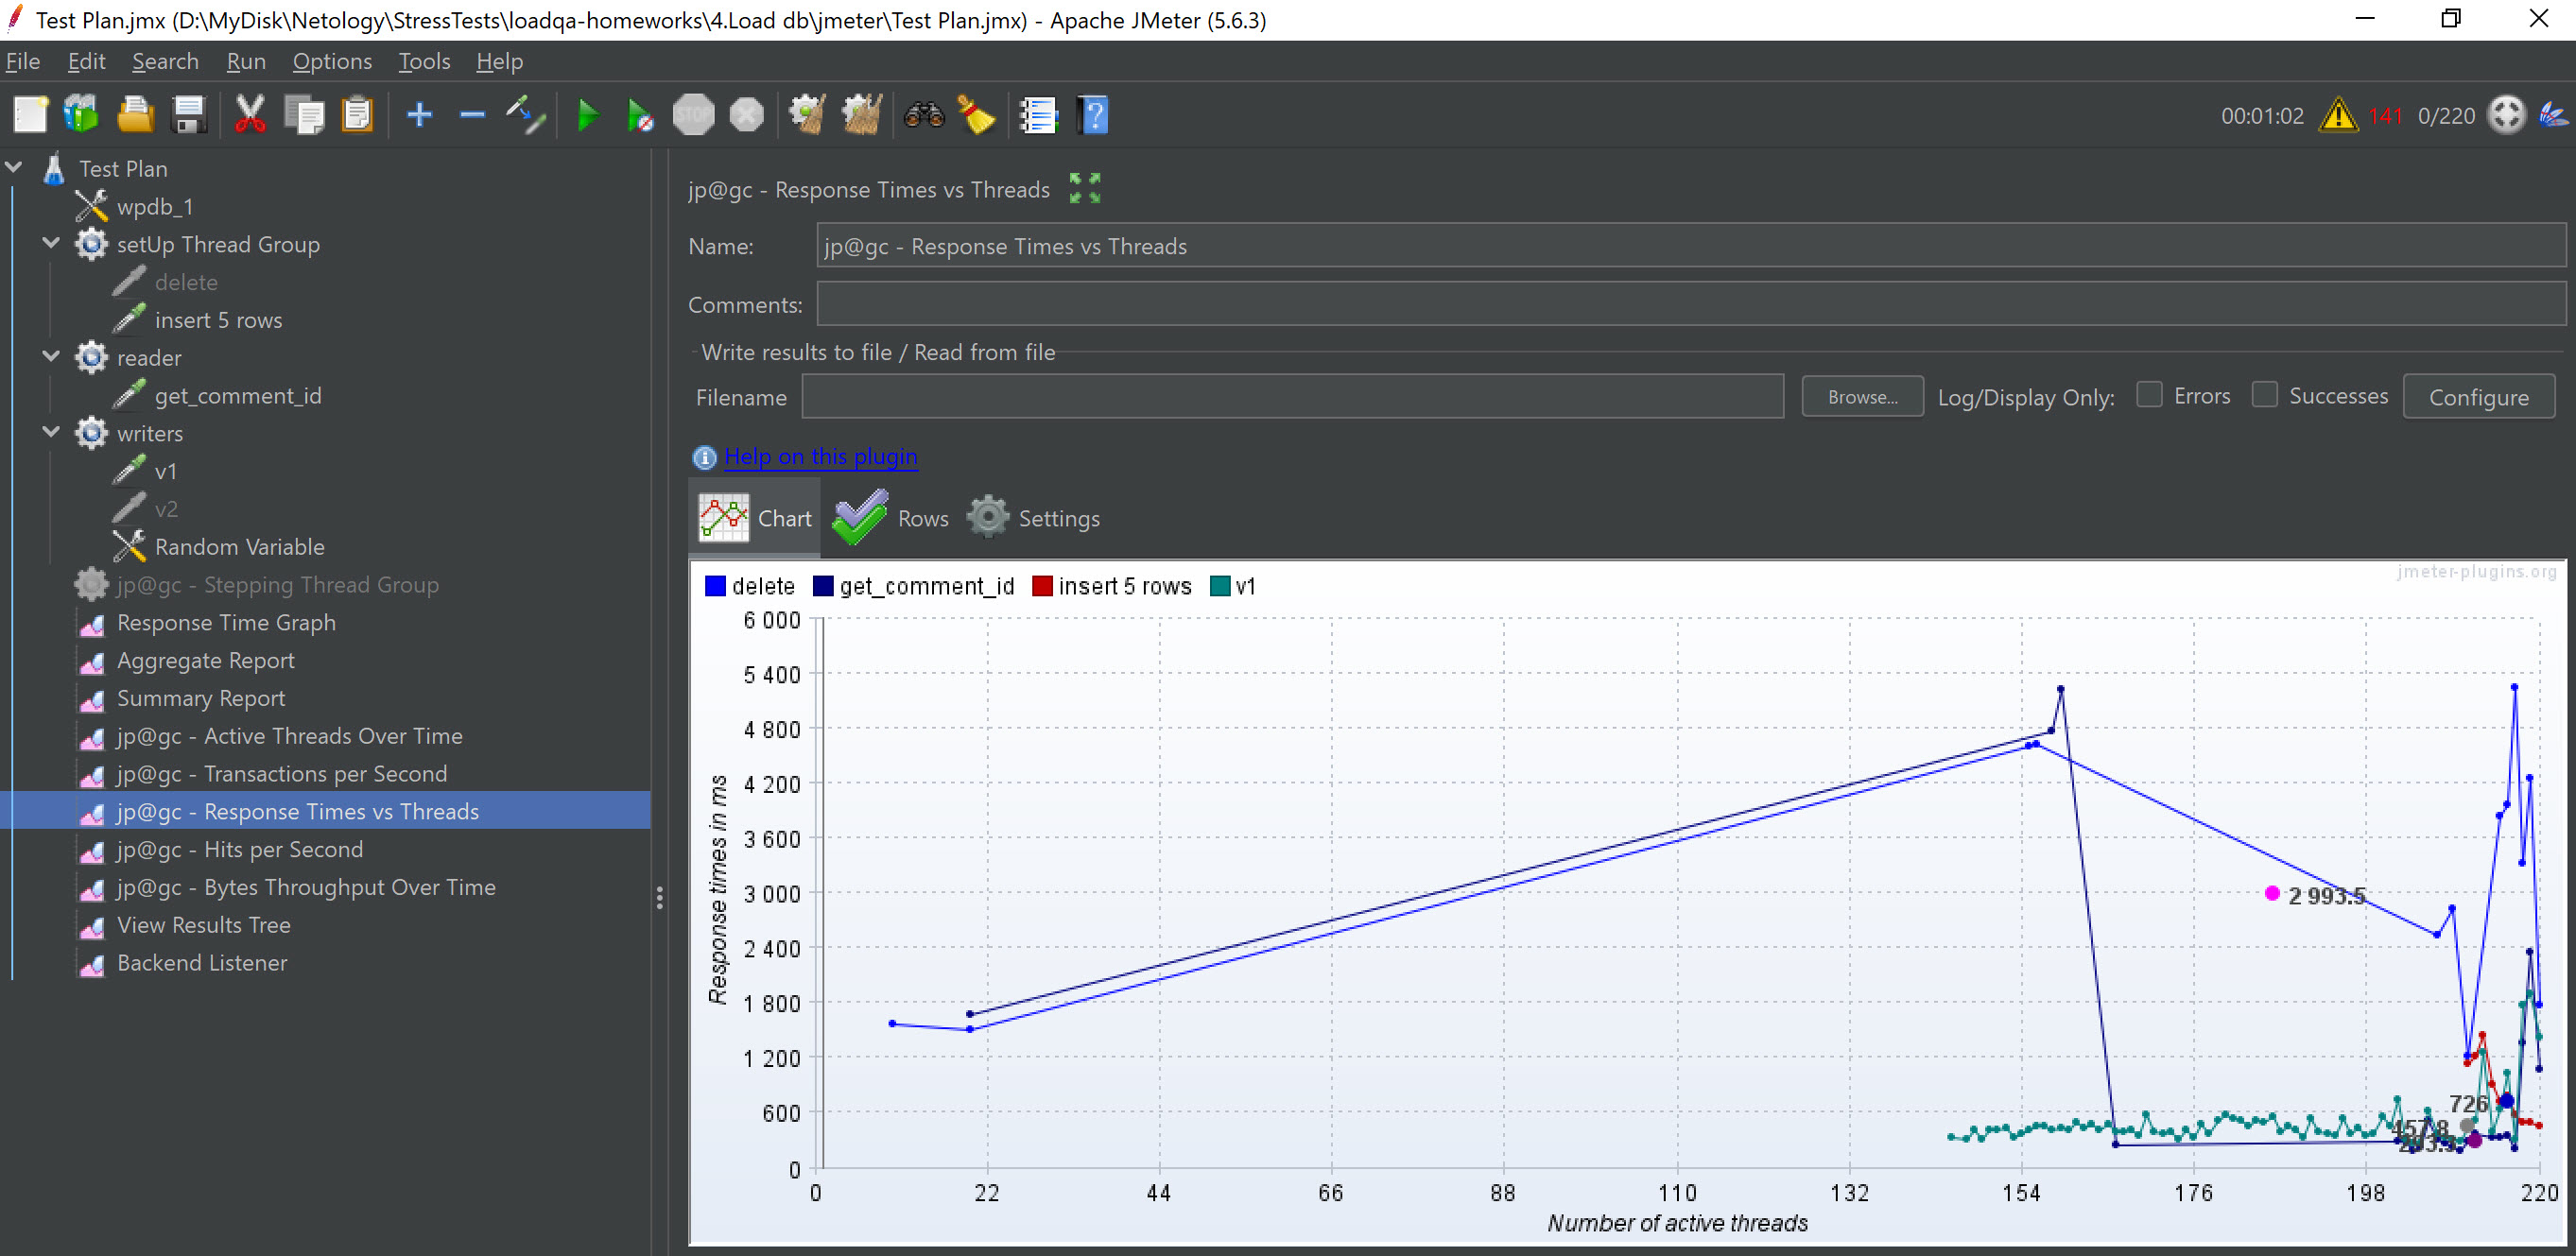 Test Plan.jmx (D:\MyDisk\Netology\StressTests\loadqa-homeworks\4.Load db\jmeter\Test Plan.jmx) - Apache JMeter (5.6.3)
File Edit Search Run Options Tools Help
STOP
00:01:02 141 0/220
Test Plan
wpdb_1
setUp Thread Group
delete
insert 5 rows
reader
get_comment_id
writers
v1
v2
Random Variable
jp@gc - Stepping Thread Group
Response Time Graph
Aggregate Report
Summary Report
jp@gc - Active Threads Over Time
jp@gc - Transactions per Second
jp@gc - Response Times vs Threads
jp@gc - Hits per Second
jp@gc - Bytes Throughput Over Time
View Results Tree
Backend Listener
jp@gc - Response Times vs Threads
Name: jp@gc - Response Times vs Threads
Comments:
Write results to file / Read from file
Filename Browse... Log/Display Only: Errors Successes Configure
Help on this plugin
Chart Rows Settings
jmeter-plugins.org
delete get_comment_id insert 5 rows v1
6 000
5 400
4 800
4 200
3 600
3 000
2 400
1 800
1 200
600
0
Response times in ms
2 993.5
726
457.8
0 22 44 66 88 110 132 154 176 198 220
Number of active threads